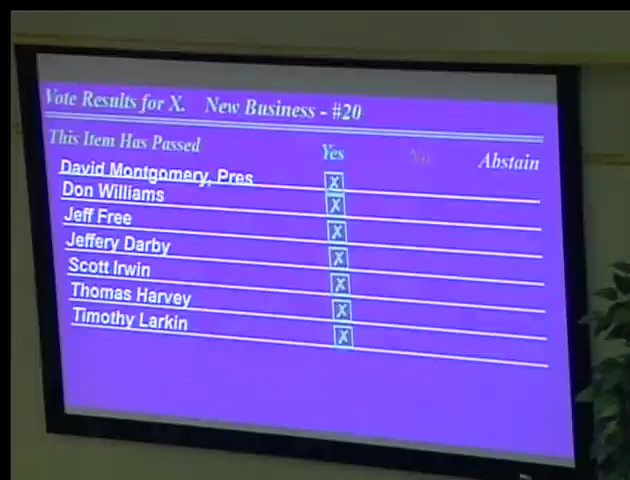 Vote Results for X. New Business - #20
This Item Has Passed Yes No Abstain
David Montgomery, Pres X
Don Williams X
Jeff Free X
Jeffery Darby X
Scott Irwin X
Thomas Harvey X
Timothy Larkin X